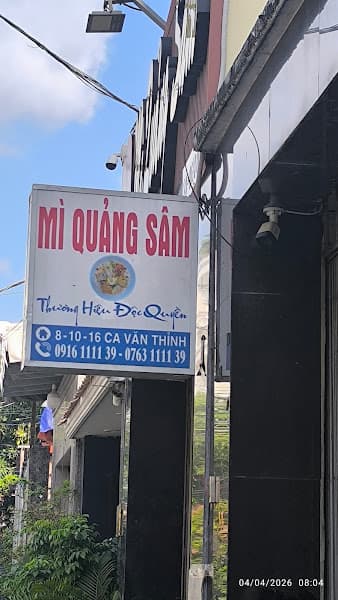 MÌ QUẢNG SÂM
Thương Hiệu Độc Quyền
8-10-16 CA VĂN THỈNH
0916 1111 39 - 0763 1111 39
04/04/2026 08:04